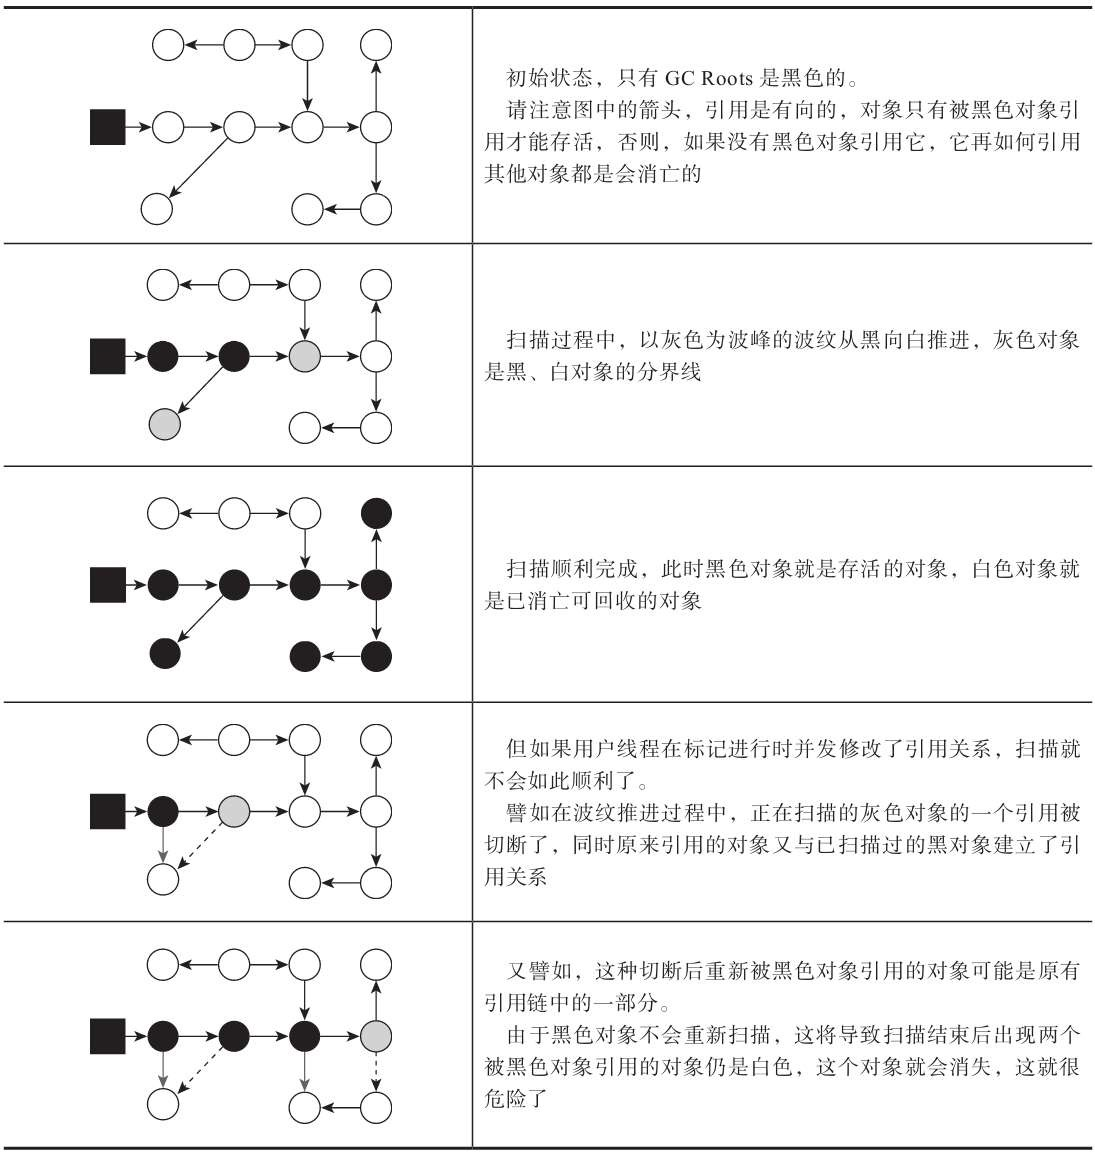 初始状态，只有 GC Roots 是黑色的。
请注意图中的箭头，引用是有向的，对象只有被黑色对象引
用才能存活，否则，如果没有黑色对象引用它，它再如何引用
其他对象都是会消亡的
扫描过程中，以灰色为波峰的波纹从黑向白推进，灰色对象
是黑、白对象的分界线
扫描顺利完成，此时黑色对象就是存活的对象，白色对象就
是已消亡可回收的对象
但如果用户线程在标记进行时并发修改了引用关系，扫描就
不会如此顺利了。
譬如在波纹推进过程中，正在扫描的灰色对象的一个引用被
切断了，同时原来引用的对象又与已扫描过的黑对象建立了引
用关系
又譬如，这种切断后重新被黑色对象引用的对象可能是原有
引用链中的一部分。
由于黑色对象不会重新扫描，这将导致扫描结束后出现两个
被黑色对象引用的对象仍是白色，这个对象就会消失，这就很
危险了